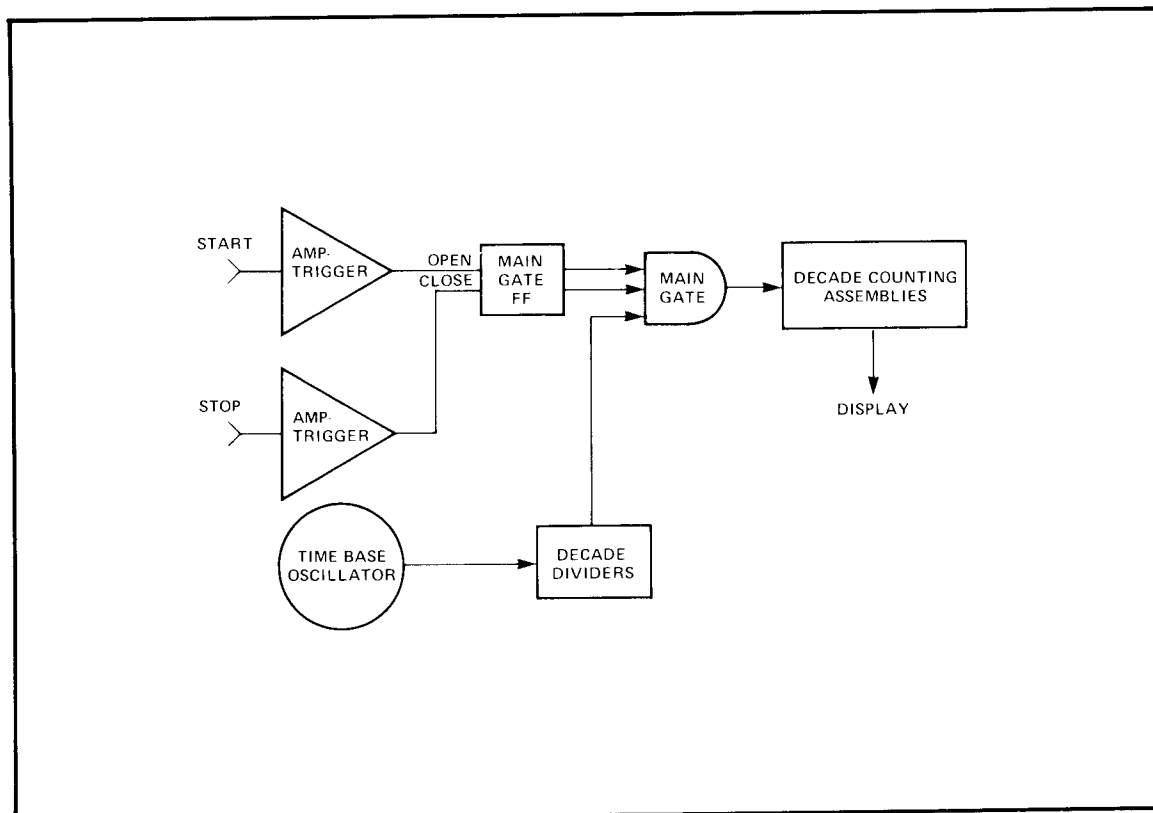 START
AMP-
TRIGGER
OPEN
CLOSE
MAIN
GATE
FF
MAIN
GATE
DECADE COUNTING
ASSEMBLIES
STOP
AMP-
TRIGGER
DISPLAY
TIME BASE
OSCILLATOR
DECADE
DIVIDERS